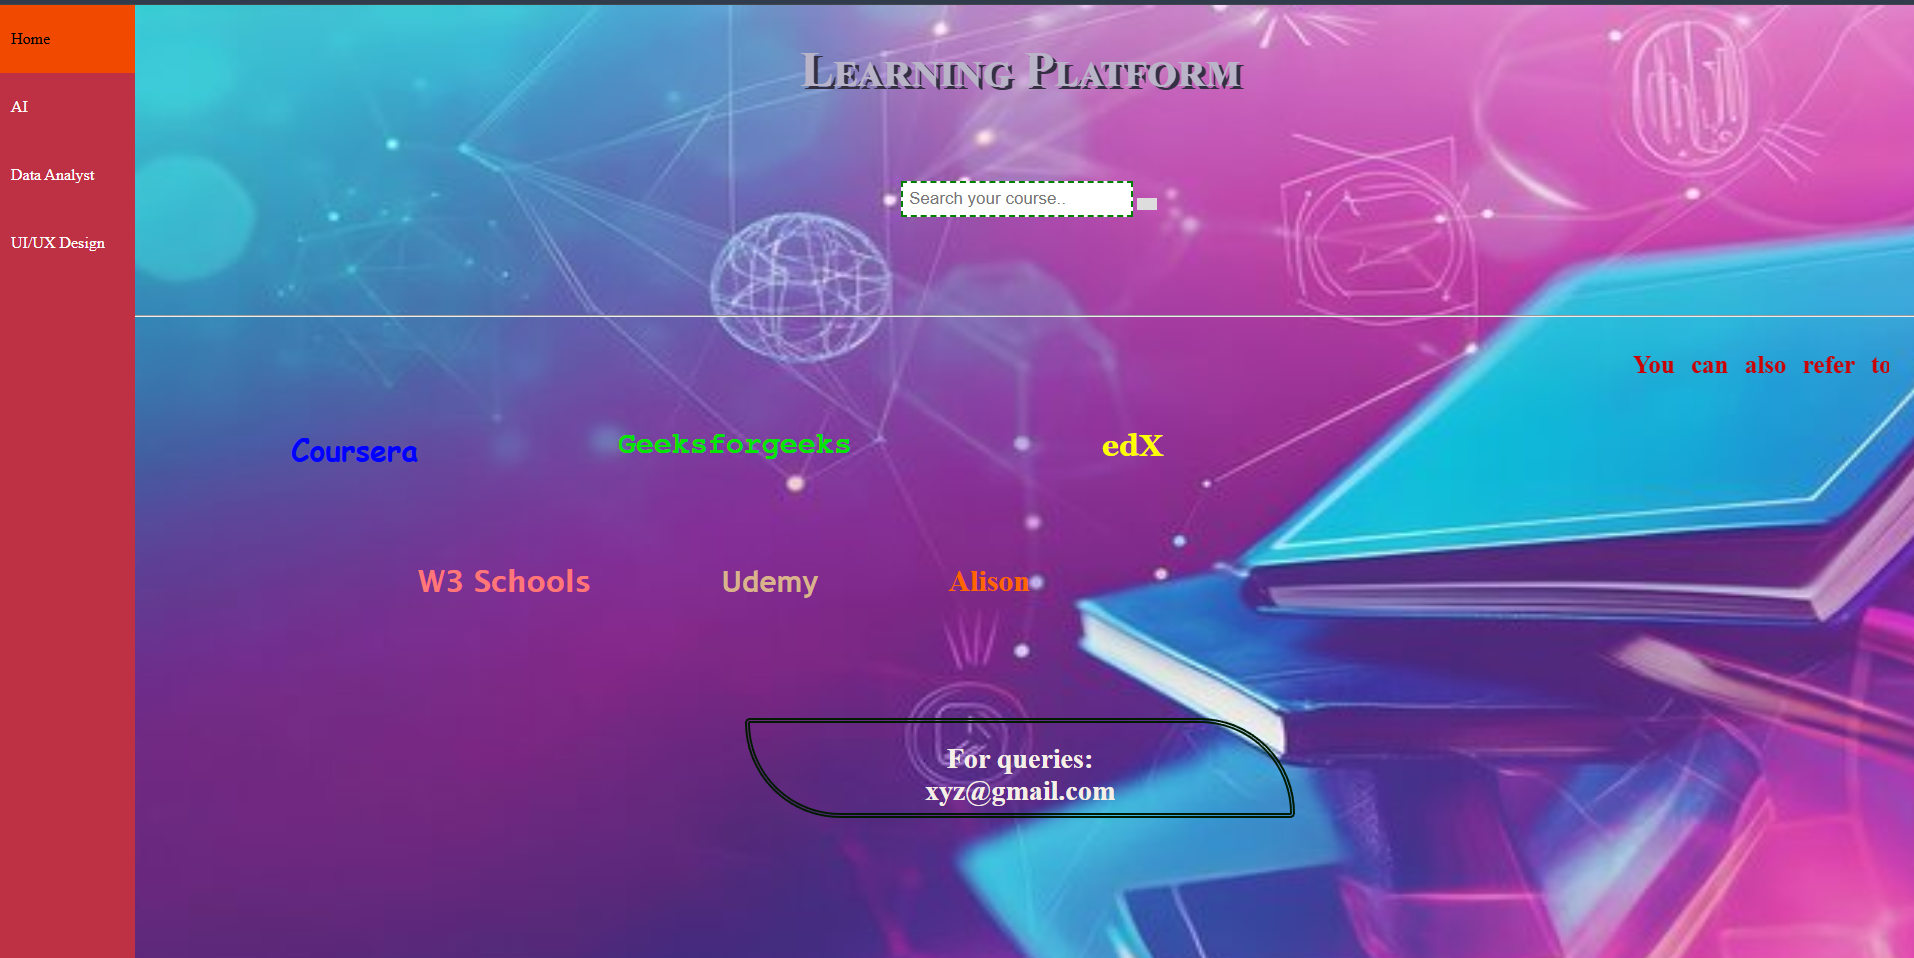 Home
AI
Data Analyst
UI/UX Design
Learning Platform
Search your course..
You can also refer to
Coursera
Geeksforgeeks
edX
W3 Schools
Udemy
Alison
For queries:
xyz@gmail.com